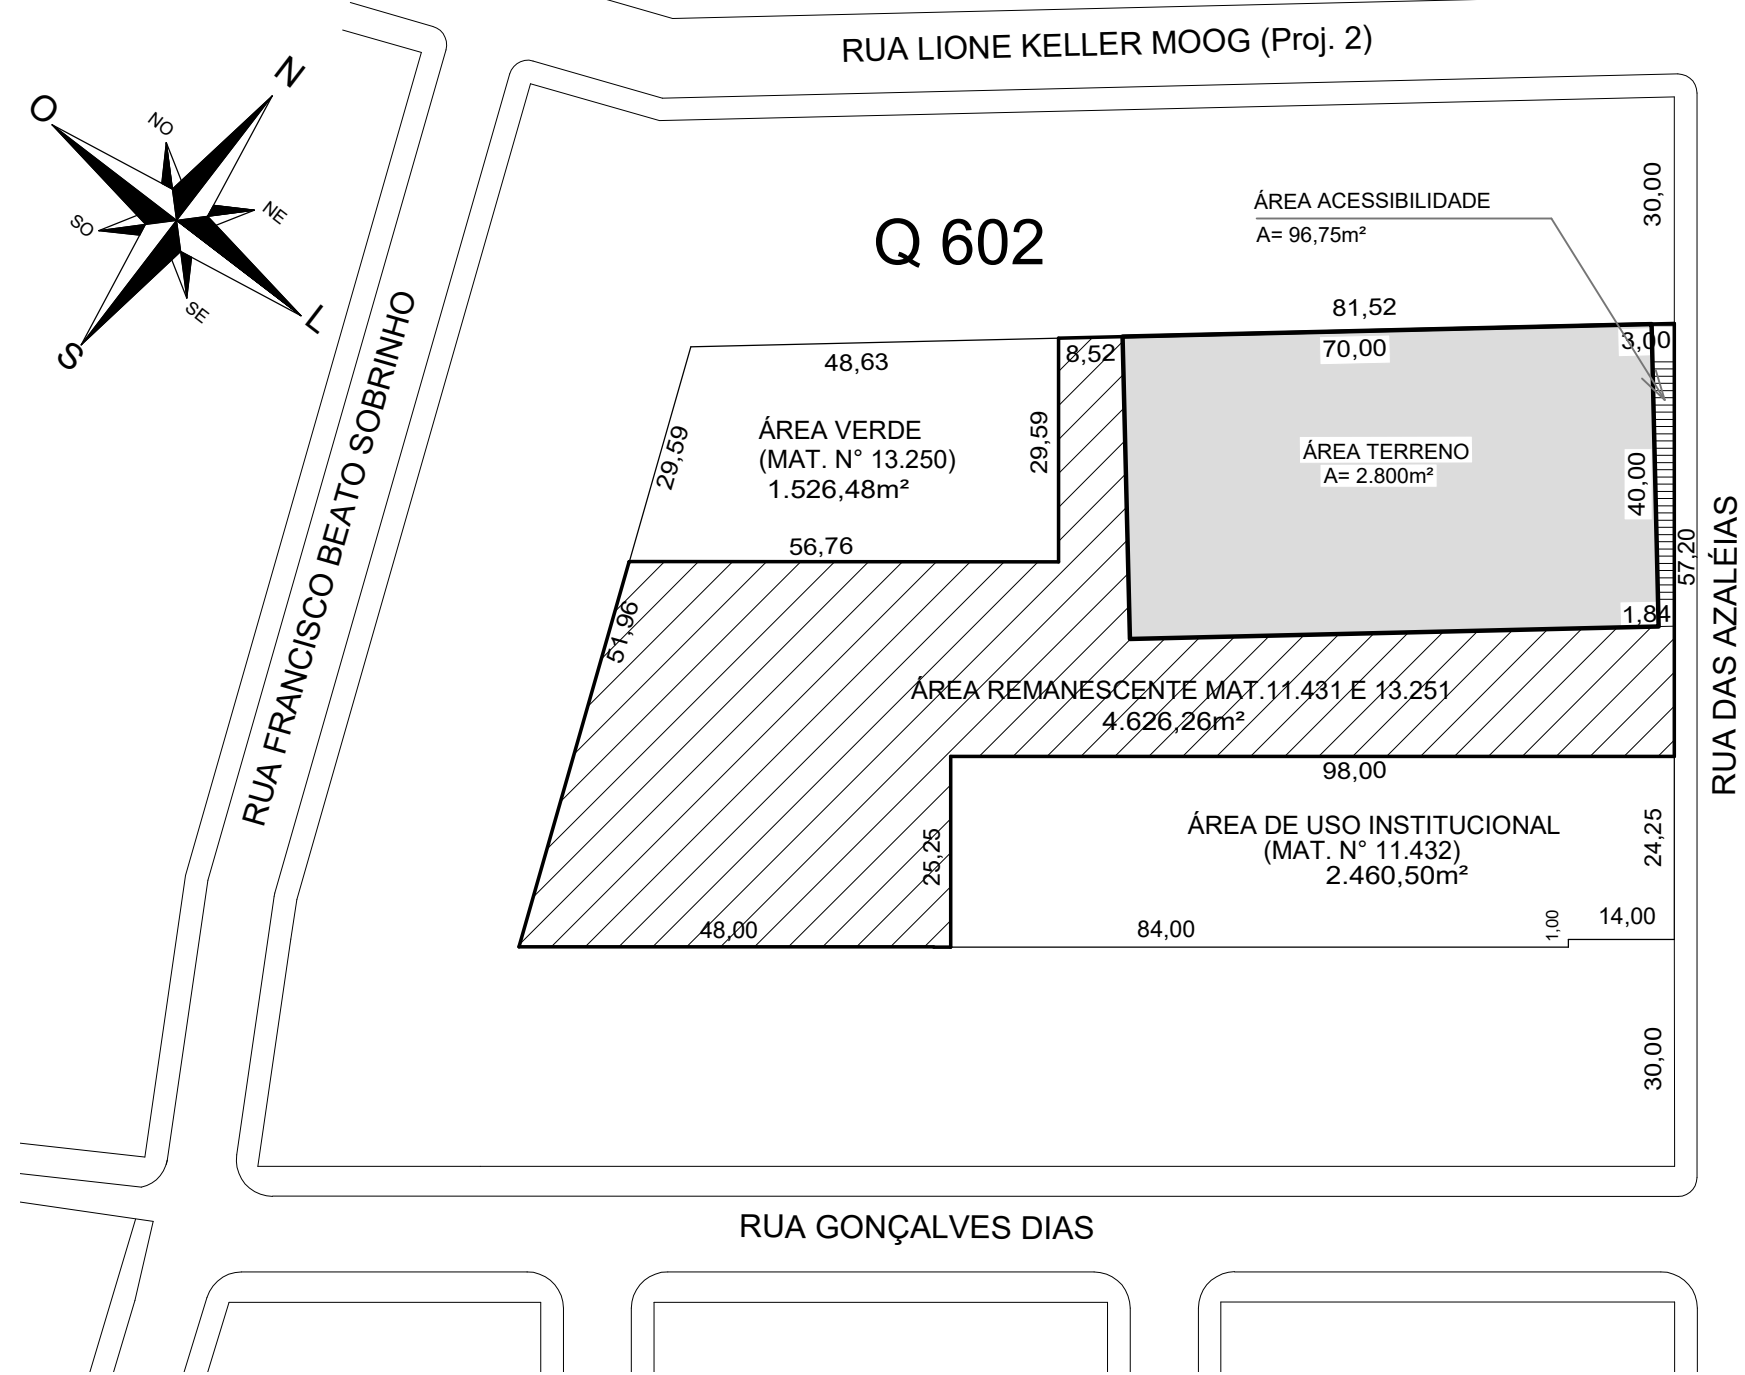 RUA LIONE KELLER MOOG (Proj. 2)
N
O
NO
NE
SO
SE
L
S
Q 602
ÁREA ACESSIBILIDADE
A= 96,75m²
30,00
81,52
48,63
8,52
70,00
3,00
29,59
ÁREA VERDE
(MAT. N° 13.250)
1.526,48m²
29,59
ÁREA TERRENO
A= 2.800m²
40,00
57,20
56,76
1,84
51,96
RUA FRANCISCO BEATO SOBRINHO
RUA DAS AZALÉIAS
ÁREA REMANESCENTE MAT.11.431 E 13.251
4.626,26m²
98,00
25,25
ÁREA DE USO INSTITUCIONAL
(MAT. N° 11.432)
2.460,50m²
24,25
48,00
84,00
1,00
14,00
30,00
RUA GONÇALVES DIAS